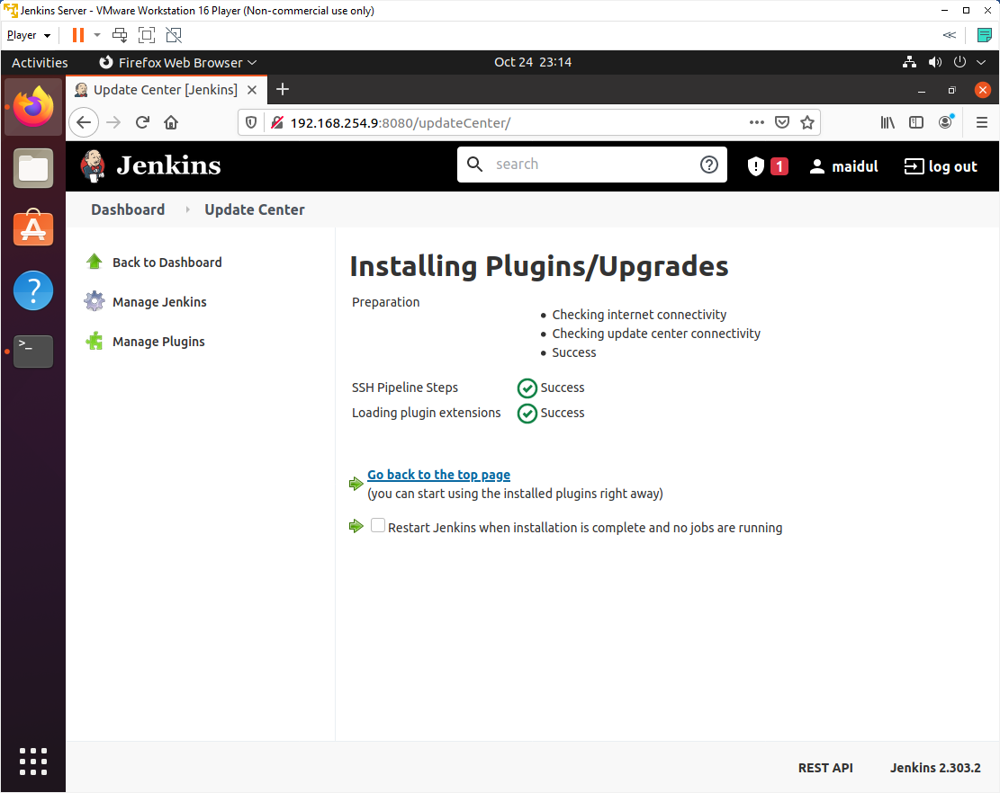 Jenkins Server - VMware Workstation 16 Player (Non-commercial use only)
Player
Activities Firefox Web Browser Oct 24 23:14
Update Center [Jenkins]
192.168.254.9:8080/updateCenter/
Jenkins search 1 maidul log out
Dashboard Update Center
Back to Dashboard
Manage Jenkins
Manage Plugins
Installing Plugins/Upgrades
Preparation
Checking internet connectivity
Checking update center connectivity
Success
SSH Pipeline Steps Success
Loading plugin extensions Success
Go back to the top page
(you can start using the installed plugins right away)
Restart Jenkins when installation is complete and no jobs are running
REST API Jenkins 2.303.2